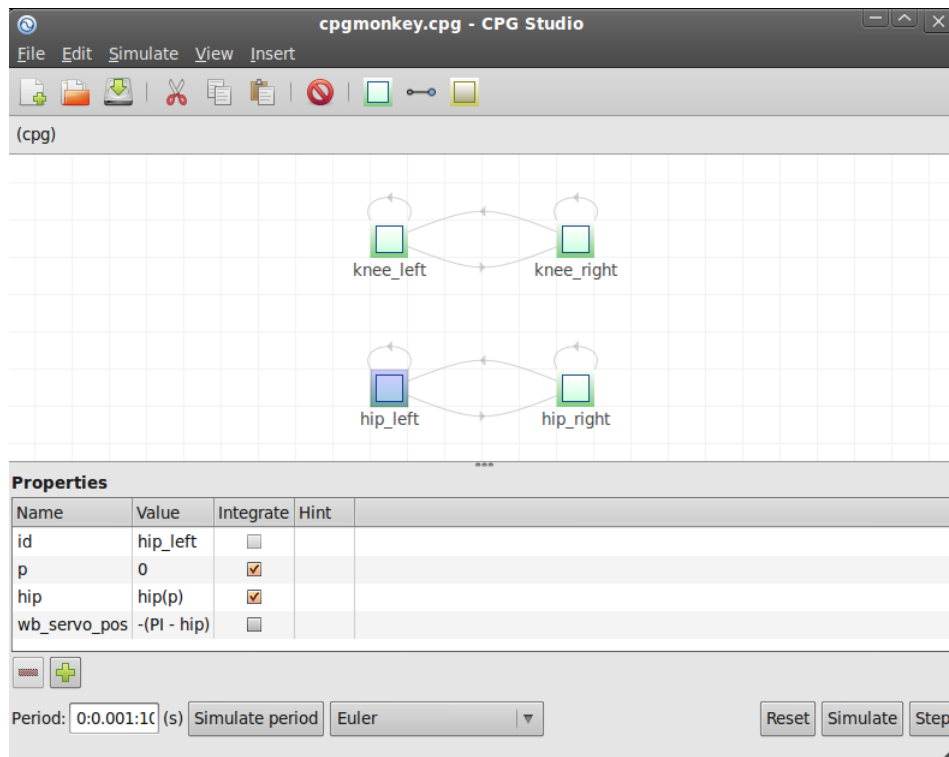 cpgmonkey.cpg - CPG Studio
File Edit Simulate View Insert
(cpg)
knee_left knee_right
hip_left hip_right
Properties
Name Value Integrate Hint
id hip_left
p 0
hip hip(p)
wb_servo_pos -(PI - hip)
Period: 0:0.001:10 (s) Simulate period Euler Reset Simulate Step